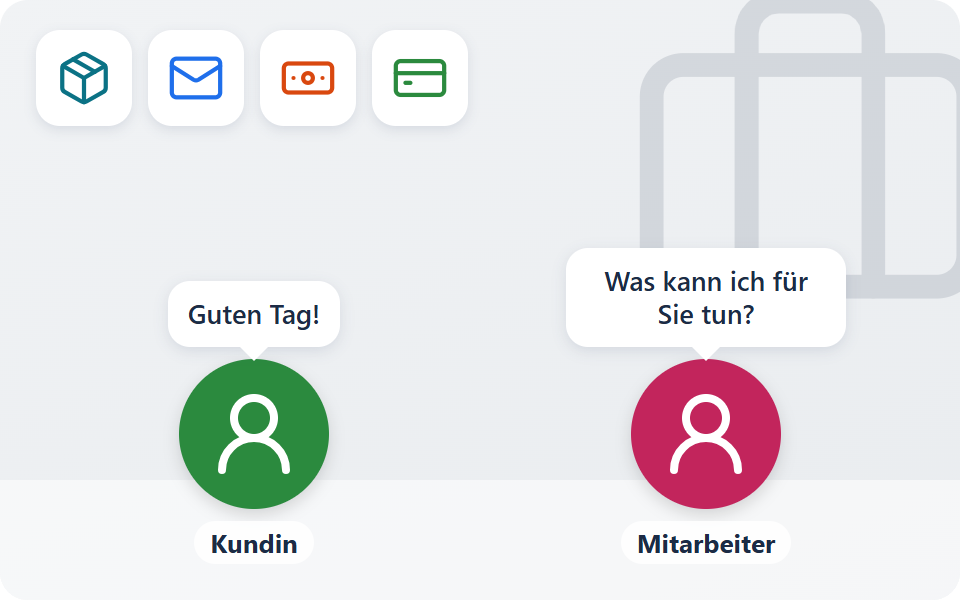 Guten Tag!
Was kann ich für
Sie tun?
Kundin
Mitarbeiter